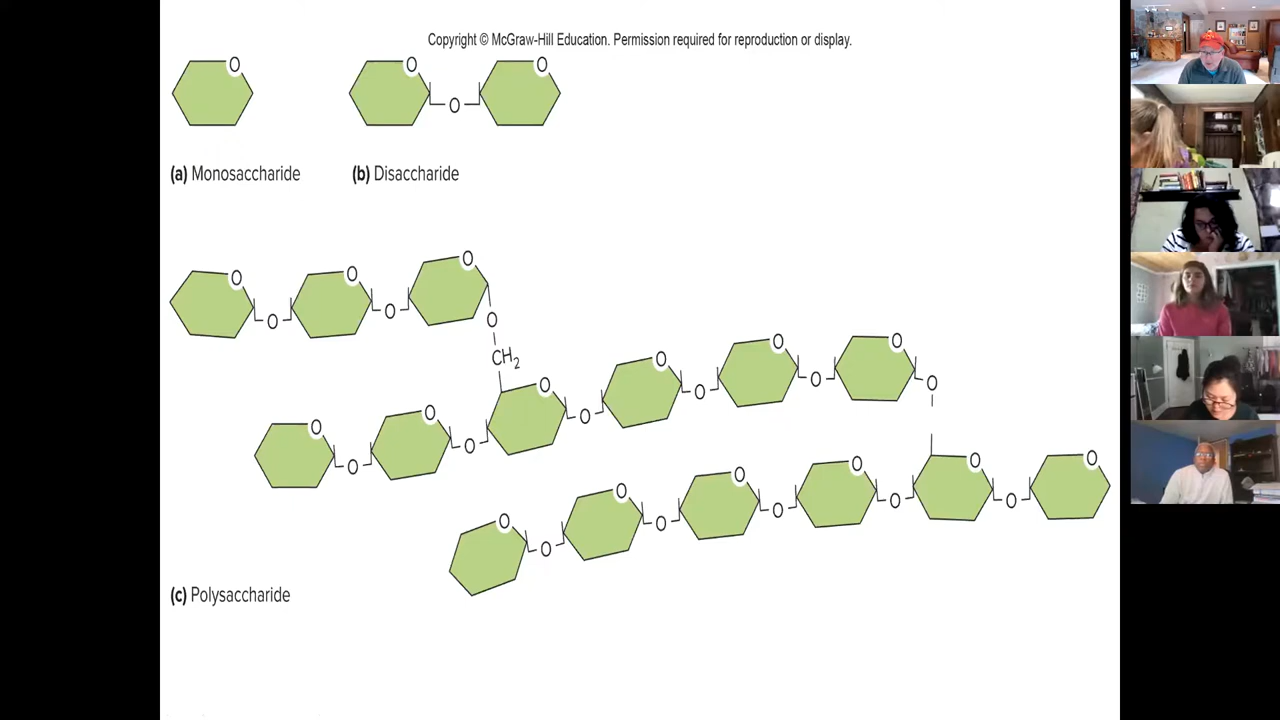 Copyright © McGraw-Hill Education. Permission required for reproduction or display.
O O O
O
(a) Monosaccharide (b) Disaccharide
O O O
O O O
CH₂
O O O O O O
O O O O O O
O O O O O O
O O O O O
(c) Polysaccharide